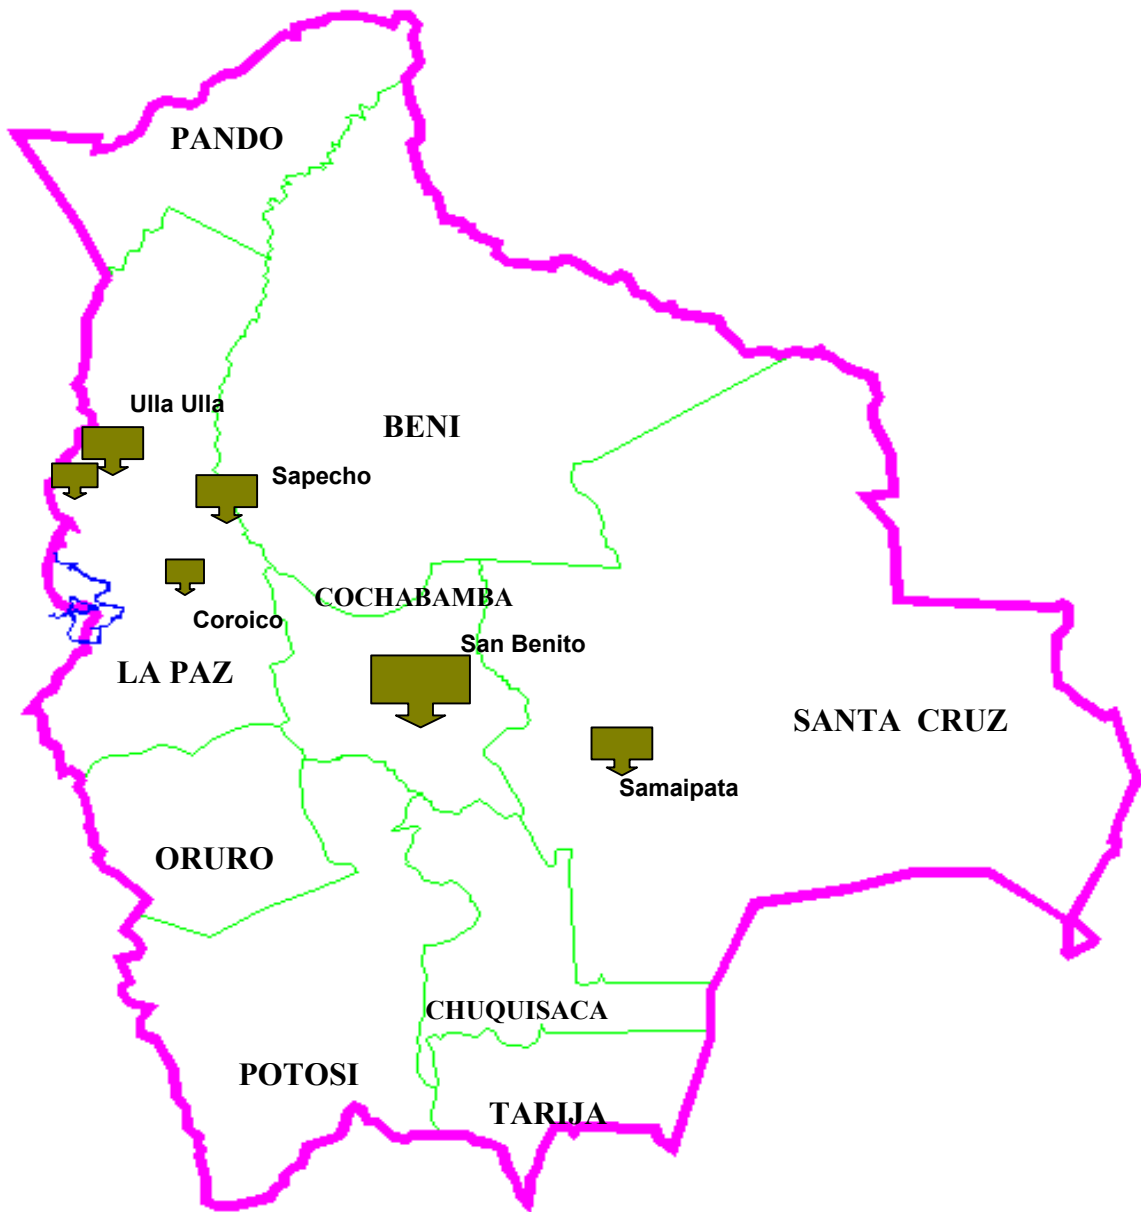 PANDO
Ulla Ulla
BENI
Sapecho
COCHABAMBA
Coroico
San Benito
LA PAZ
SANTA CRUZ
Samaipata
ORURO
CHUQUISACA
POTOSI
TARIJA